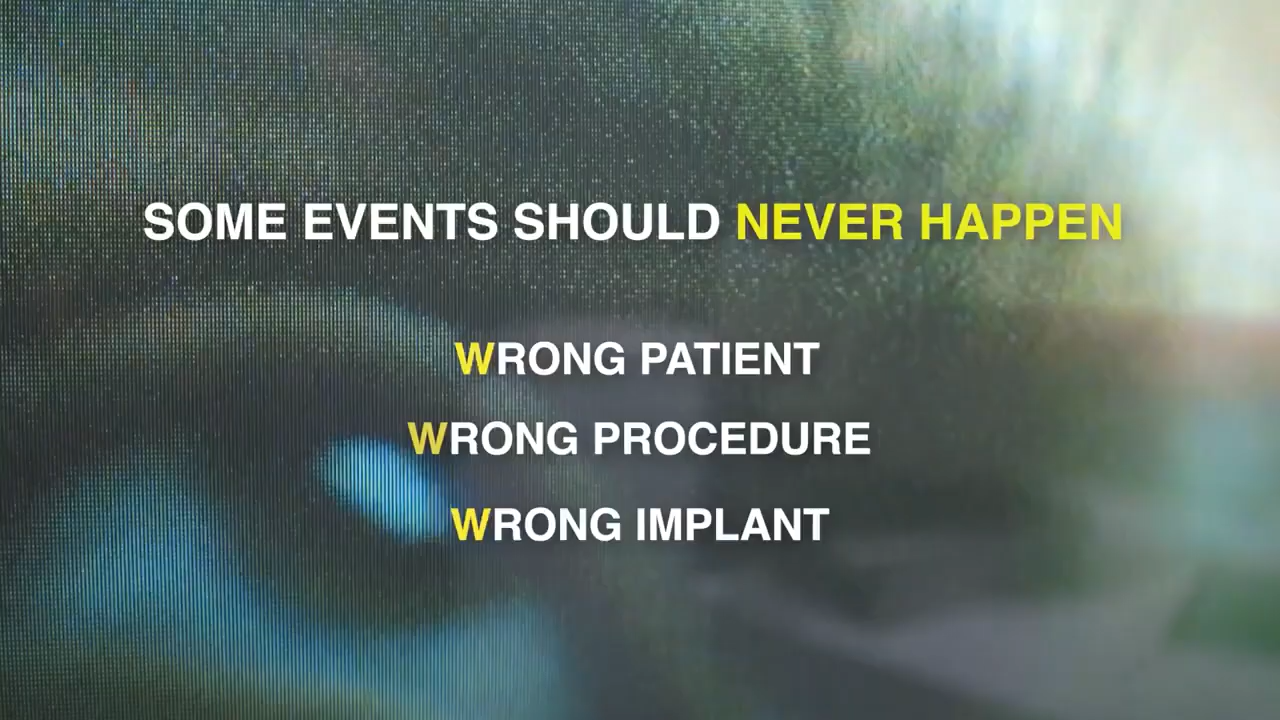 SOME EVENTS SHOULD NEVER HAPPEN
WRONG PATIENT
WRONG PROCEDURE
WRONG IMPLANT